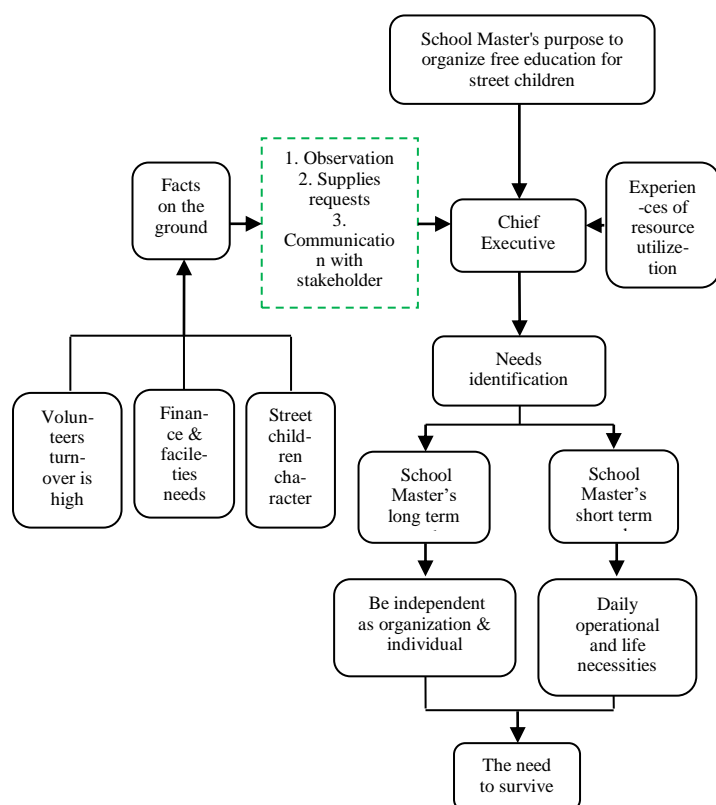 School Master's purpose to
organize free education for
street children
1. Observation
2. Supplies
requests
3.
Communicatio
n with
stakeholder
Facts
on the
ground
Chief
Executive
Experien
-ces of
resource
utilize-
tion
Needs
identification
Volun-
teers
turn-
over is
high
Finan-
ce &
facile-
ties
needs
Street
child-
ren
cha-
racter
School
Master’s
long term
School
Master’s
short term
Be independent
as organization &
individual
Daily
operational
and life
necessities
The need
to survive